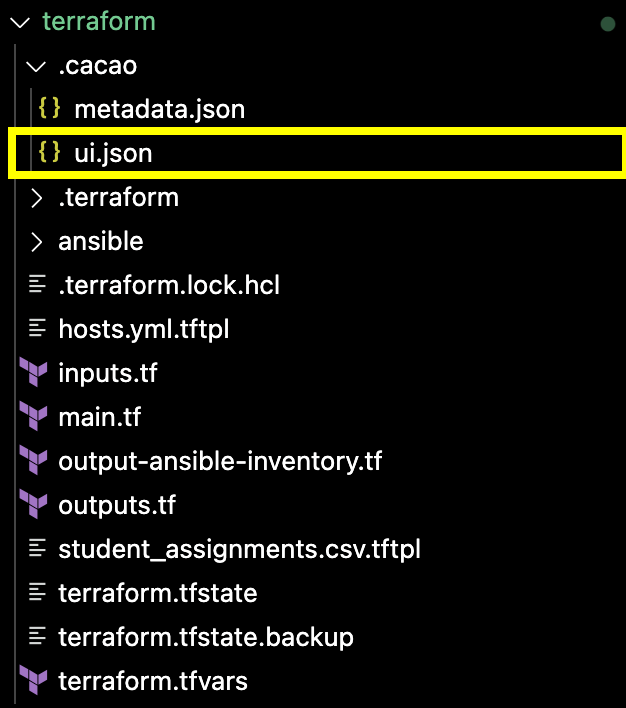 terraform
.cacao
{} metadata.json
{} ui.json
.terraform
ansible
.terraform.lock.hcl
hosts.yml.tftpl
inputs.tf
main.tf
output-ansible-inventory.tf
outputs.tf
student_assignments.csv.tftpl
terraform.tfstate
terraform.tfstate.backup
terraform.tfvars